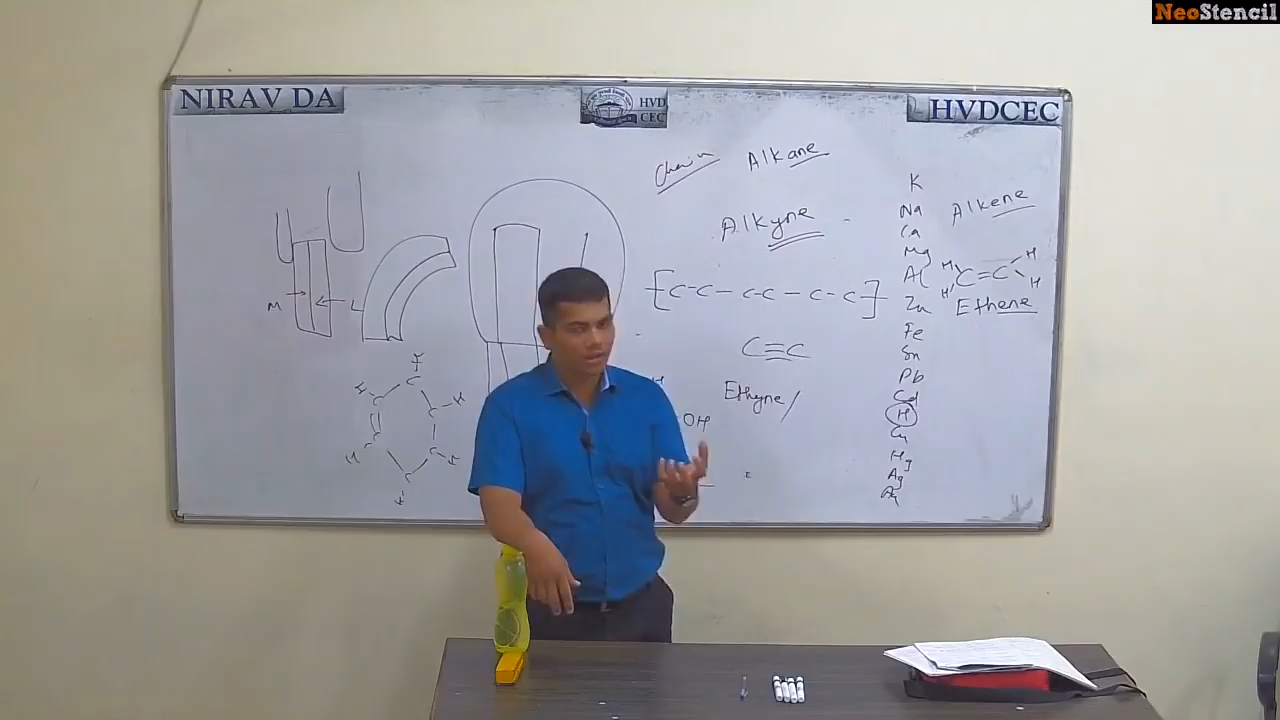 NeoStencil
NIRAV DA
HVD
CEC
HVDCEC
Chain
Alkane
Alkyne
[C-C- C-C- C-C]-
C≡C
Ethyne/
OH
M
L
H
C
H
C
C
H
C
C
H
H
C
K
Na
Ca
Mg
Al
Zn
Fe
Sn
Pb
Cd
H
Cu
Hg
Ag
Alkene
H
H
C=C
H
H
Ethene